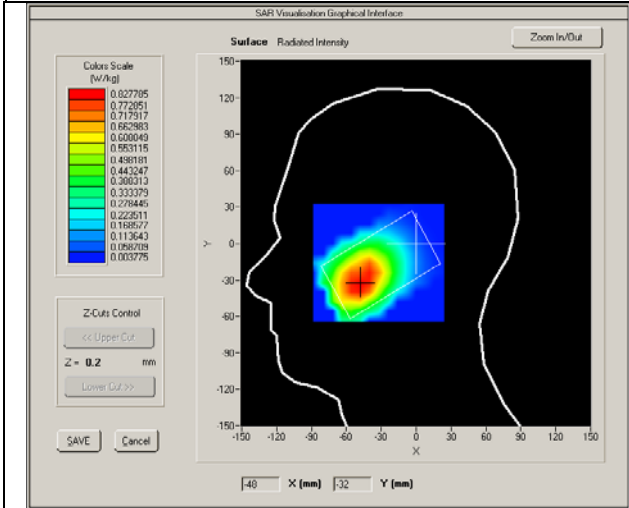 SAR Visualisation Graphical Interface
Surface Radiated Intensity
Zoom In/Out
Colors Scale
(W/kg)
0.827785
0.772851
0.717917
0.662983
0.608049
0.553115
0.498181
0.443247
0.388313
0.333379
0.278445
0.223511
0.168577
0.113643
0.058709
0.003775
Z-Cuts Control
<< Upper Cut
Z = 0.2 mm
Lower Cut >>
SAVE Cancel
150
120
90
60
30
0
-30
-60
-90
-120
-150
Y
-150 -120 -90 -60 -30 0 30 60 90 120 150
X
-48 X (mm) -32 Y (mm)